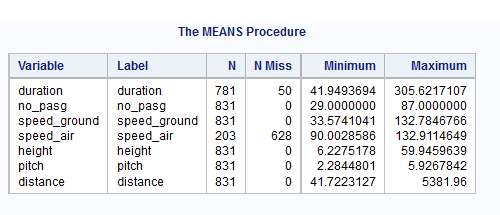 The MEANS Procedure
Variable Label N N Miss Minimum Maximum
duration duration 781 50 41.9493694 305.6217107
no_pasg no_pasg 831 0 29.0000000 87.0000000
speed_ground speed_ground 831 0 33.5741041 132.7846766
speed_air speed_air 203 628 90.0028586 132.9114649
height height 831 0 6.2275178 59.9459639
pitch pitch 831 0 2.2844801 5.9267842
distance distance 831 0 41.7223127 5381.96